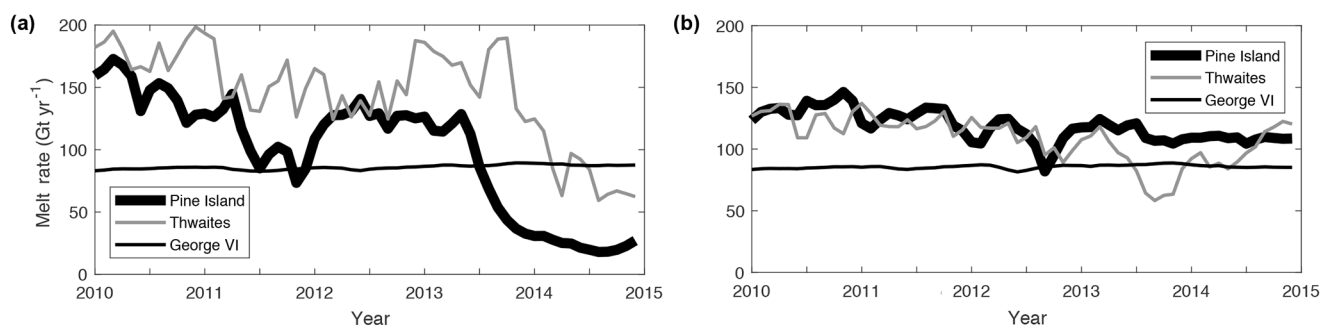 (a)
200
150
100
50
0
Melt rate (Gt yr-1)
Pine Island
Thwaites
George VI
2010 2011 2012 2013 2014 2015
Year
(b)
200
150
100
50
0
Pine Island
Thwaites
George VI
2010 2011 2012 2013 2014 2015
Year